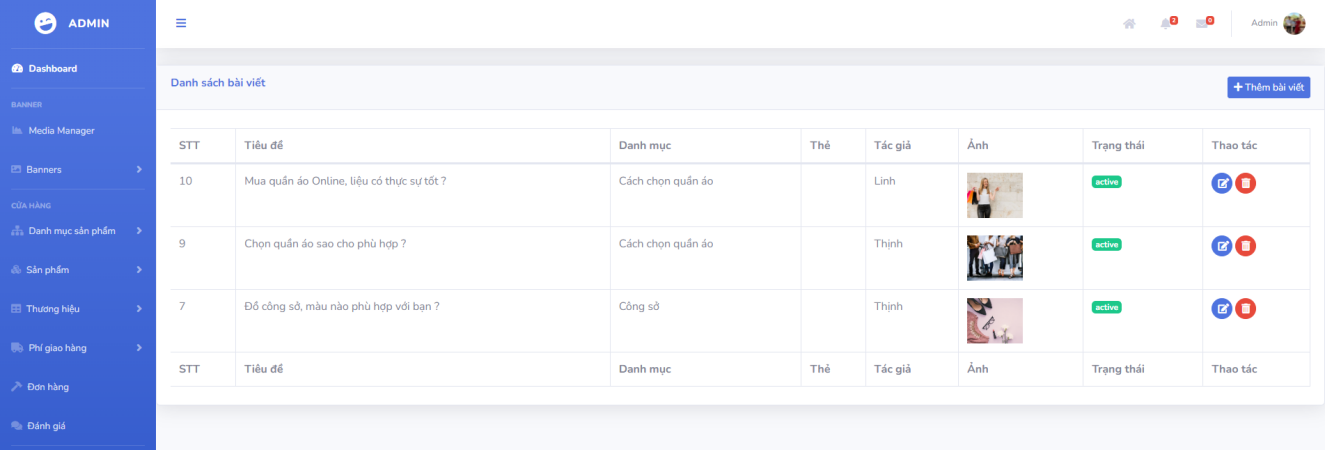 ADMIN
2
0
Admin
Dashboard
BANNER
Media Manager
Banners
CỬA HÀNG
Danh mục sản phẩm
Sản phẩm
Thương hiệu
Phí giao hàng
Đơn hàng
Đánh giá
Danh sách bài viết
Thêm bài viết
STT Tiêu đề Danh mục Thẻ Tác giả Ảnh Trạng thái Thao tác
10 Mua quần áo Online, liệu có thực sự tốt ? Cách chọn quần áo Linh active
9 Chọn quần áo sao cho phù hợp ? Cách chọn quần áo Thịnh active
7 Đồ công sở, màu nào phù hợp với bạn ? Công sở Thịnh active
STT Tiêu đề Danh mục Thẻ Tác giả Ảnh Trạng thái Thao tác